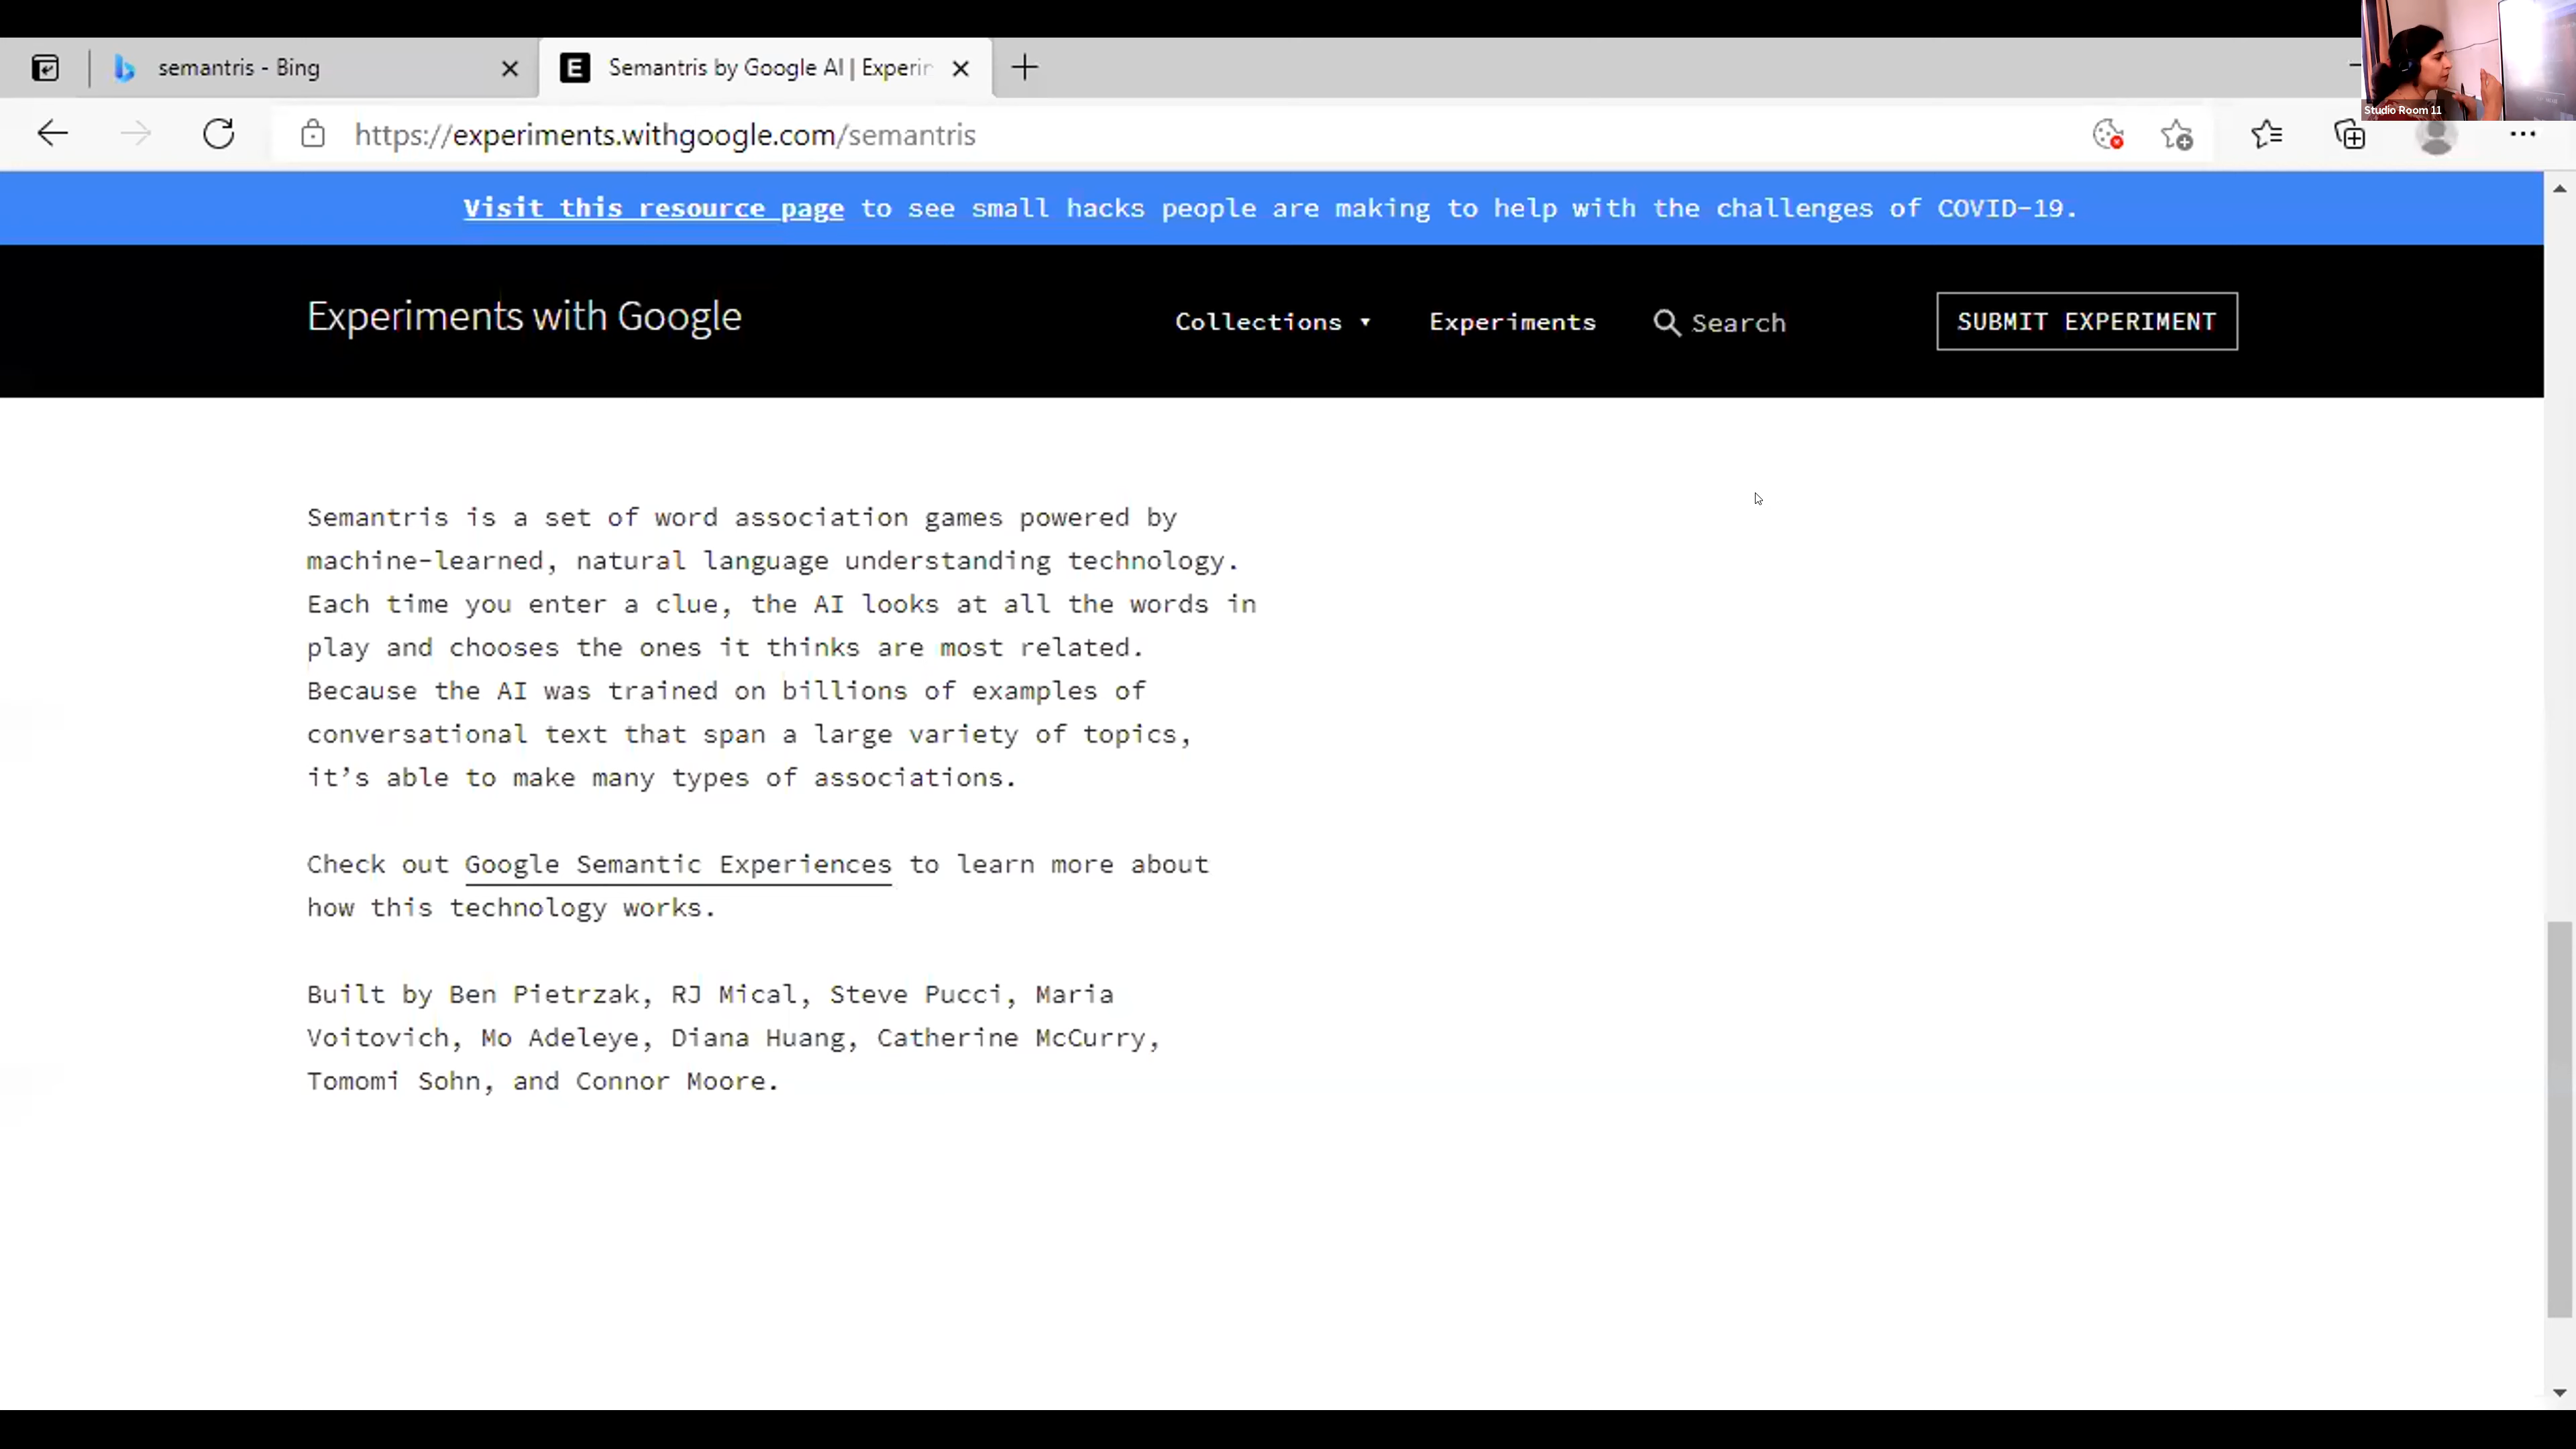 semantris - Bing
Semantris by Google AI | Experir
https://experiments.withgoogle.com/semantris
Studio Room 11
Visit this resource page to see small hacks people are making to help with the challenges of COVID-19.
Experiments with Google
Collections
Experiments
Search
SUBMIT EXPERIMENT
Semantris is a set of word association games powered by
machine-learned, natural language understanding technology.
Each time you enter a clue, the AI looks at all the words in
play and chooses the ones it thinks are most related.
Because the AI was trained on billions of examples of
conversational text that span a large variety of topics,
it’s able to make many types of associations.
Check out Google Semantic Experiences to learn more about
how this technology works.
Built by Ben Pietrzak, RJ Mical, Steve Pucci, Maria
Voitovich, Mo Adeleye, Diana Huang, Catherine McCurry,
Tomomi Sohn, and Connor Moore.